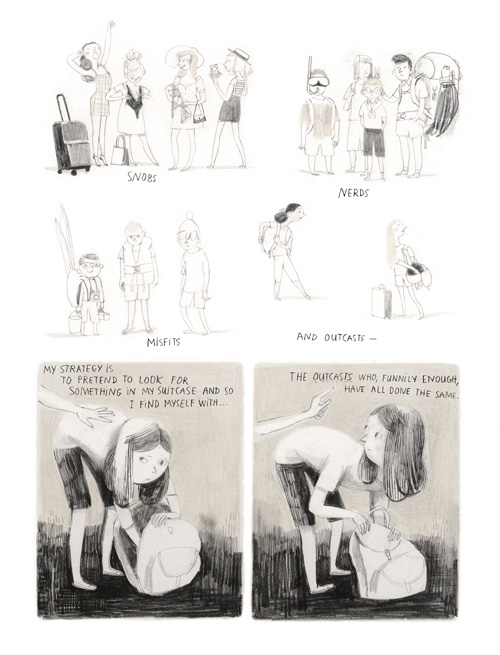 SNOBS
NERDS
MISFITS
AND OUTCASTS —
MY STRATEGY IS
TO PRETEND TO LOOK FOR
SOMETHING IN MY SUITCASE AND SO
I FIND MYSELF WITH...
THE OUTCASTS WHO, FUNNILY ENOUGH,
HAVE ALL DONE THE SAME.